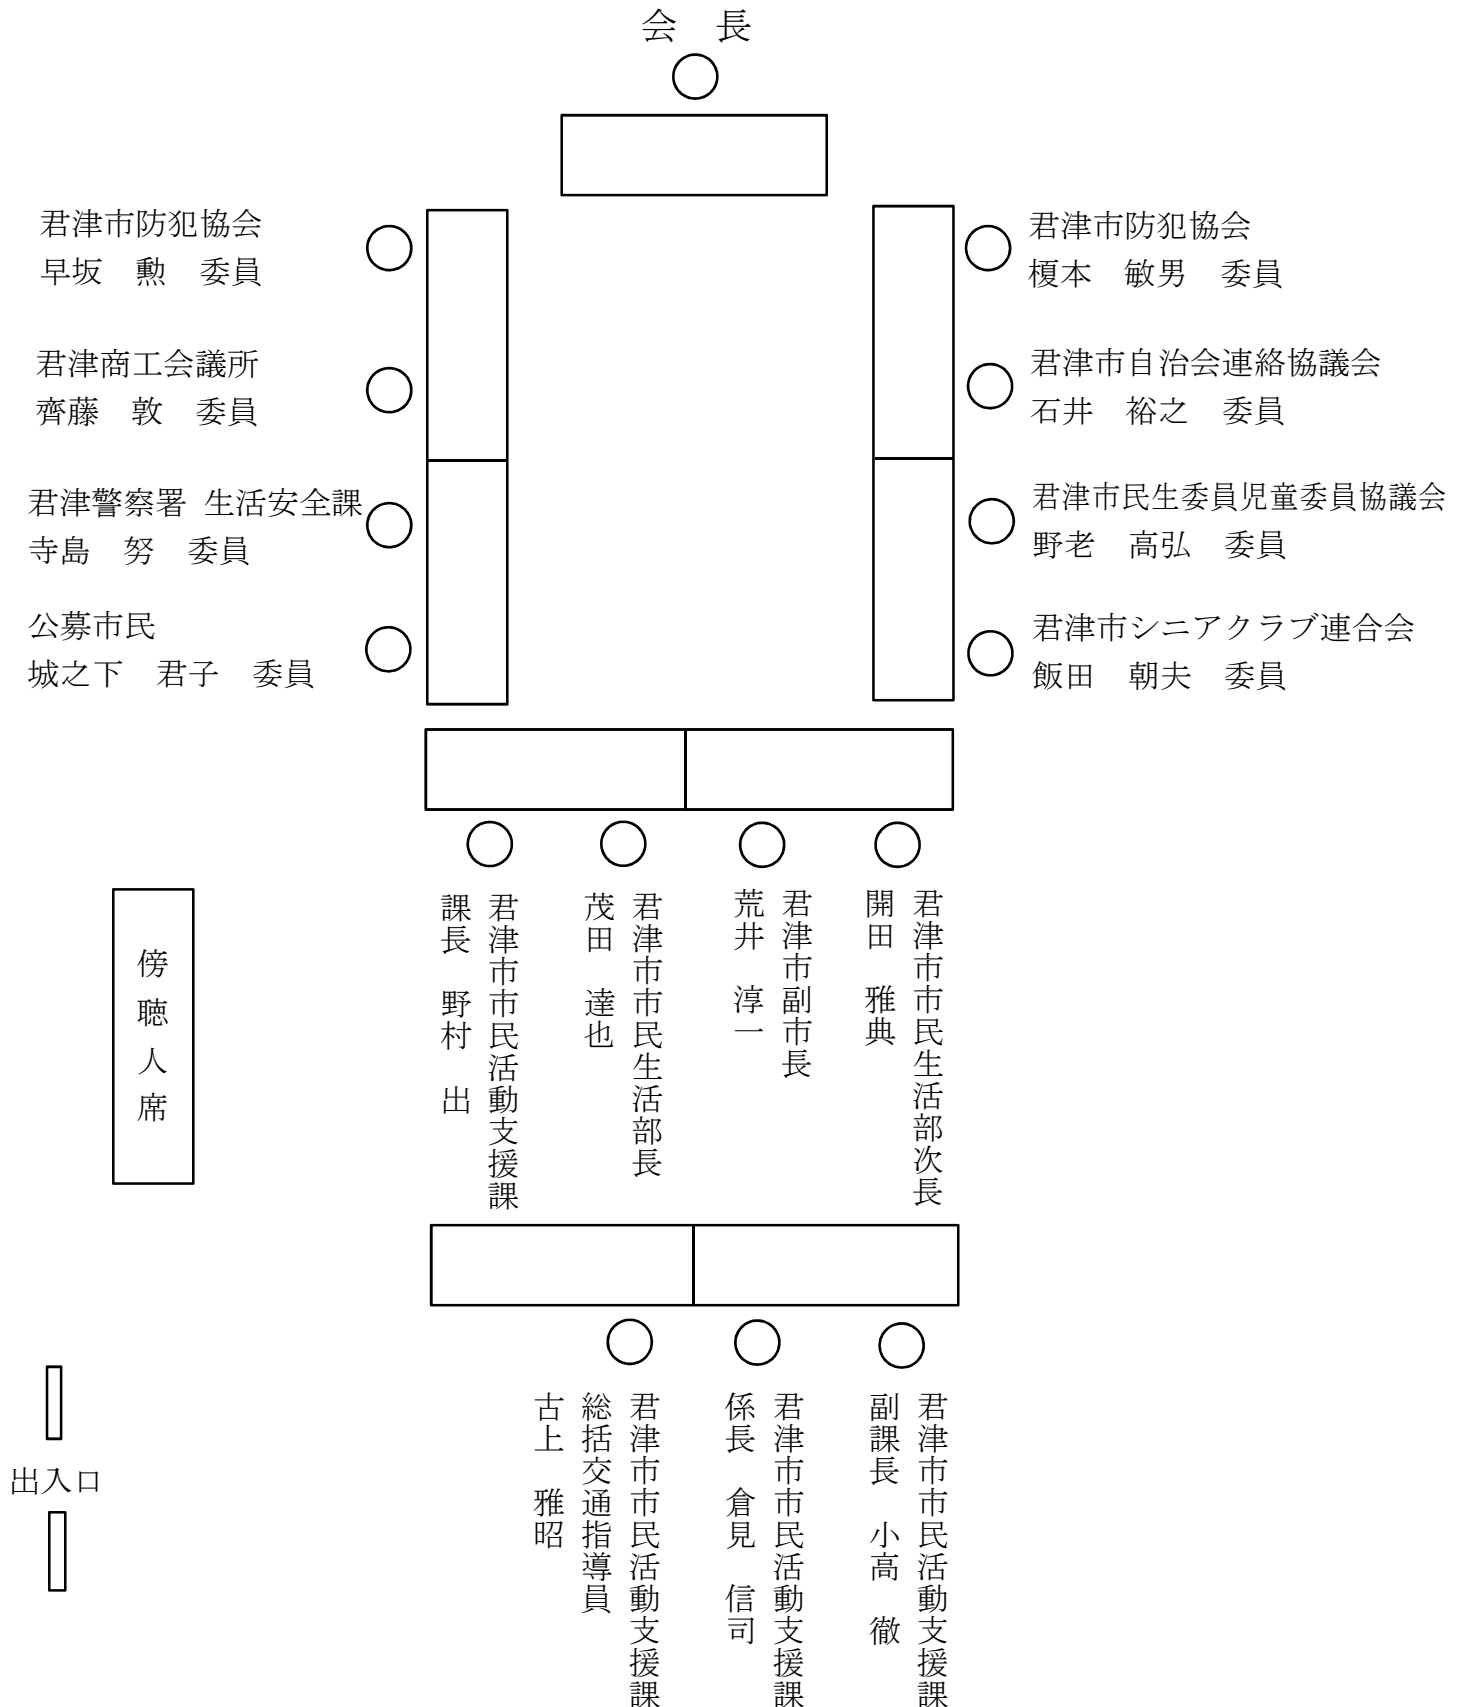 会　長
君津市防犯協会
早坂　勲　委員
君津商工会議所
齊藤　敦　委員
君津警察署 生活安全課
寺島　努　委員
公募市民
城之下　君子　委員
君津市防犯協会
榎本　敏男　委員
君津市自治会連絡協議会
石井　裕之　委員
君津市民生委員児童委員協議会
野老　高弘　委員
君津市シニアクラブ連合会
飯田　朝夫　委員
君津市市民生活部次長
開田　雅典
君津市副市長
荒井　淳一
君津市市民生活部長
茂田　達也
君津市市民活動支援課
課長　野村　出
傍聴人席
君津市市民活動支援課
副課長　小高　徹
君津市市民活動支援課
係長　倉見　信司
君津市市民活動支援課
総括交通指導員
古上　雅昭
出入口